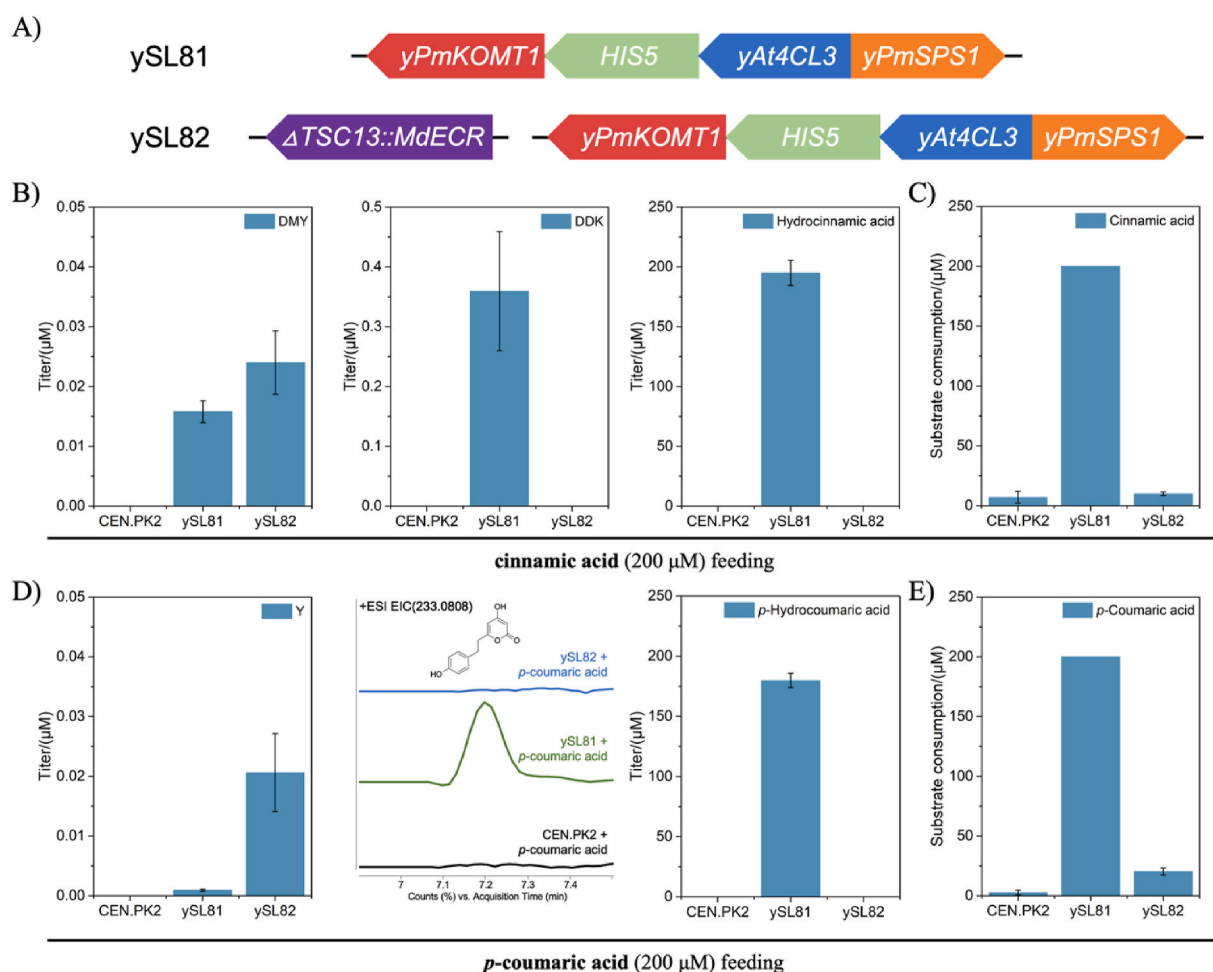 A)
ySL81
yPmKOMT1 HIS5 yAt4CL3 yPmSPS1
ySL82
ΔTSC13::MdECR yPmKOMT1 HIS5 yAt4CL3 yPmSPS1
B)
Titer/(μM)
0.05
0.04
0.03
0.02
0.01
0.00
DMY
CEN.PK2 ySL81 ySL82
Titer/(μM)
0.5
0.4
0.3
0.2
0.1
0.0
DDK
CEN.PK2 ySL81 ySL82
Titer/(μM)
250
200
150
100
50
0
Hydrocinnamic acid
CEN.PK2 ySL81 ySL82
C)
Substrate comsumption/(μM)
250
200
150
100
50
0
Cinnamic acid
CEN.PK2 ySL81 ySL82
cinnamic acid (200 μM) feeding
D)
Titer/(μM)
0.05
0.04
0.03
0.02
0.01
0.00
Y
CEN.PK2 ySL81 ySL82
+ESI EIC(233.0808)
OH
O
O
HO
ySL82 +
p-coumaric acid
ySL81 +
p-coumaric acid
CEN.PK2 +
p-coumaric acid
7 7.1 7.2 7.3 7.4
Counts (%) vs. Acquisition Time (min)
Titer/(μM)
250
200
150
100
50
0
p-Hydrocoumaric acid
CEN.PK2 ySL81 ySL82
E)
Substrate consumption/(μM)
250
200
150
100
50
0
p-Coumaric acid
CEN.PK2 ySL81 ySL82
p-coumaric acid (200 μM) feeding